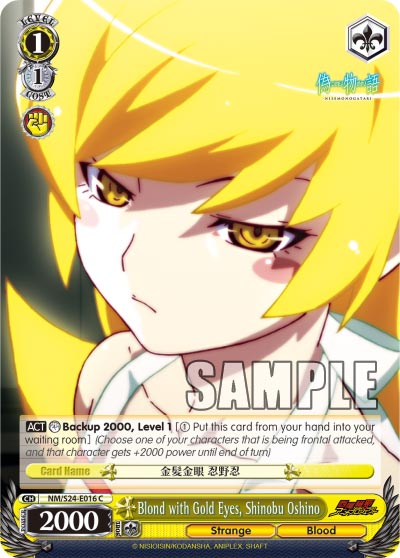 LEVEL
1
1
COST
偽物語
NISEMONOGATARI
SAMPLE
ACT Backup 2000, Level 1 [① Put this card from your hand into your
waiting room] (Choose one of your characters that is being frontal attacked,
and that character gets +2000 power until end of turn)
Card Name 金髪金眼 忍野忍
CD NM/S24-E016 C
Blond with Gold Eyes, Shinobu Oshino
POWER 2000 SOUL
Strange Blood
© NISIOISIN/KODANSHA, ANIPLEX, SHAFT